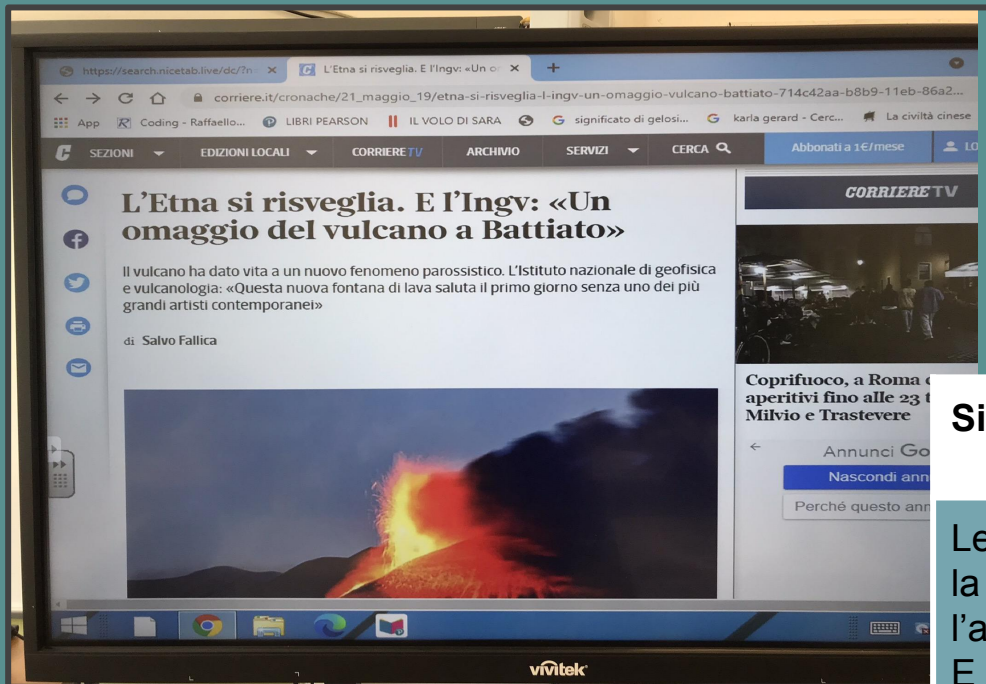 https://search.nicetab.live/dc/?n
L'Etna si risveglia. E l'Ingv: «Un o
corriere.it/cronache/21_maggio_19/etna-si-risveglia-l-ingv-un-omaggio-vulcano-battiato-714c42aa-b8b9-11eb-86a2...
App Coding - Raffaello... LIBRI PEARSON IL VOLO DI SARA significato di gelosi... karla gerard - Cerc... La civiltà cinese
C SEZIONI EDIZIONI LOCALI CORRIERE TV ARCHIVIO SERVIZI CERCA Abbonati a 1€/mese LO
L'Etna si risveglia. E l'Ingv: «Un
omaggio del vulcano a Battiato»
Il vulcano ha dato vita a un nuovo fenomeno parossistico. L'Istituto nazionale di geofisica
e vulcanologia: «Questa nuova fontana di lava saluta il primo giorno senza uno dei più
grandi artisti contemporanei»
di Salvo Fallica
CORRIERE TV
Coprifuoco, a Roma
aperitivi fino alle 23 t
Milvio e Trastevere
Annunci Go
Nascondi ann
Perché questo ann
vivitek
Si
Le
la
l'a
E